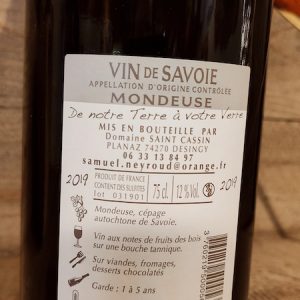 VIN DE SAVOIE
APPELLATION D'ORIGINE CONTRÔLÉE
MONDEUSE
De notre Terre à votre Verre
MIS EN BOUTEILLE PAR
Domaine SAINT CASSIN
PLANAZ 74270 DESINGY
06 33 13 84 97
samuel.neyroud@orange.fr
2019
PRODUIT DE FRANCE
CONTIENT DES SULFITES
lot 031901
75 cl.
12 % Vol.
2019
Mondeuse, cépage
autochtone de Savoie.
Vin aux notes de fruits des bois
sur une bouche tannique.
Sur viandes, fromages,
desserts chocolatés
Garde : 1 à 5 ans